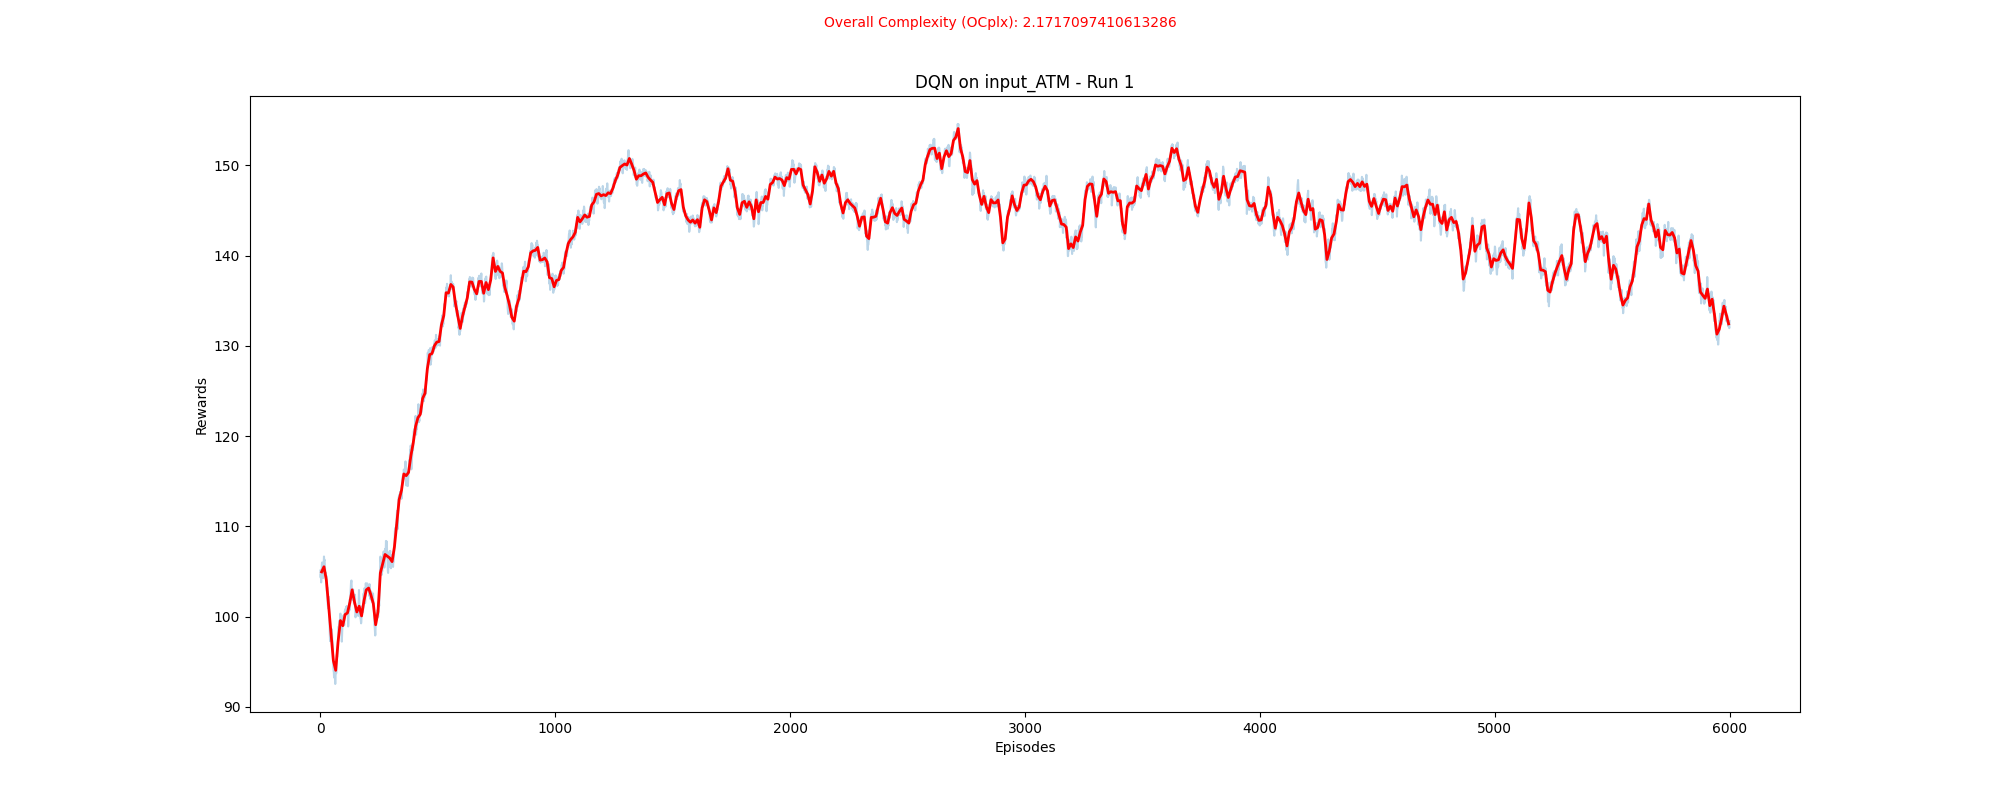 Overall Complexity (OCplx): 2.1717097410613286
DQN on input_ATM - Run 1
150
140
130
120
110
100
90
Rewards
0 1000 2000 3000 4000 5000 6000
Episodes